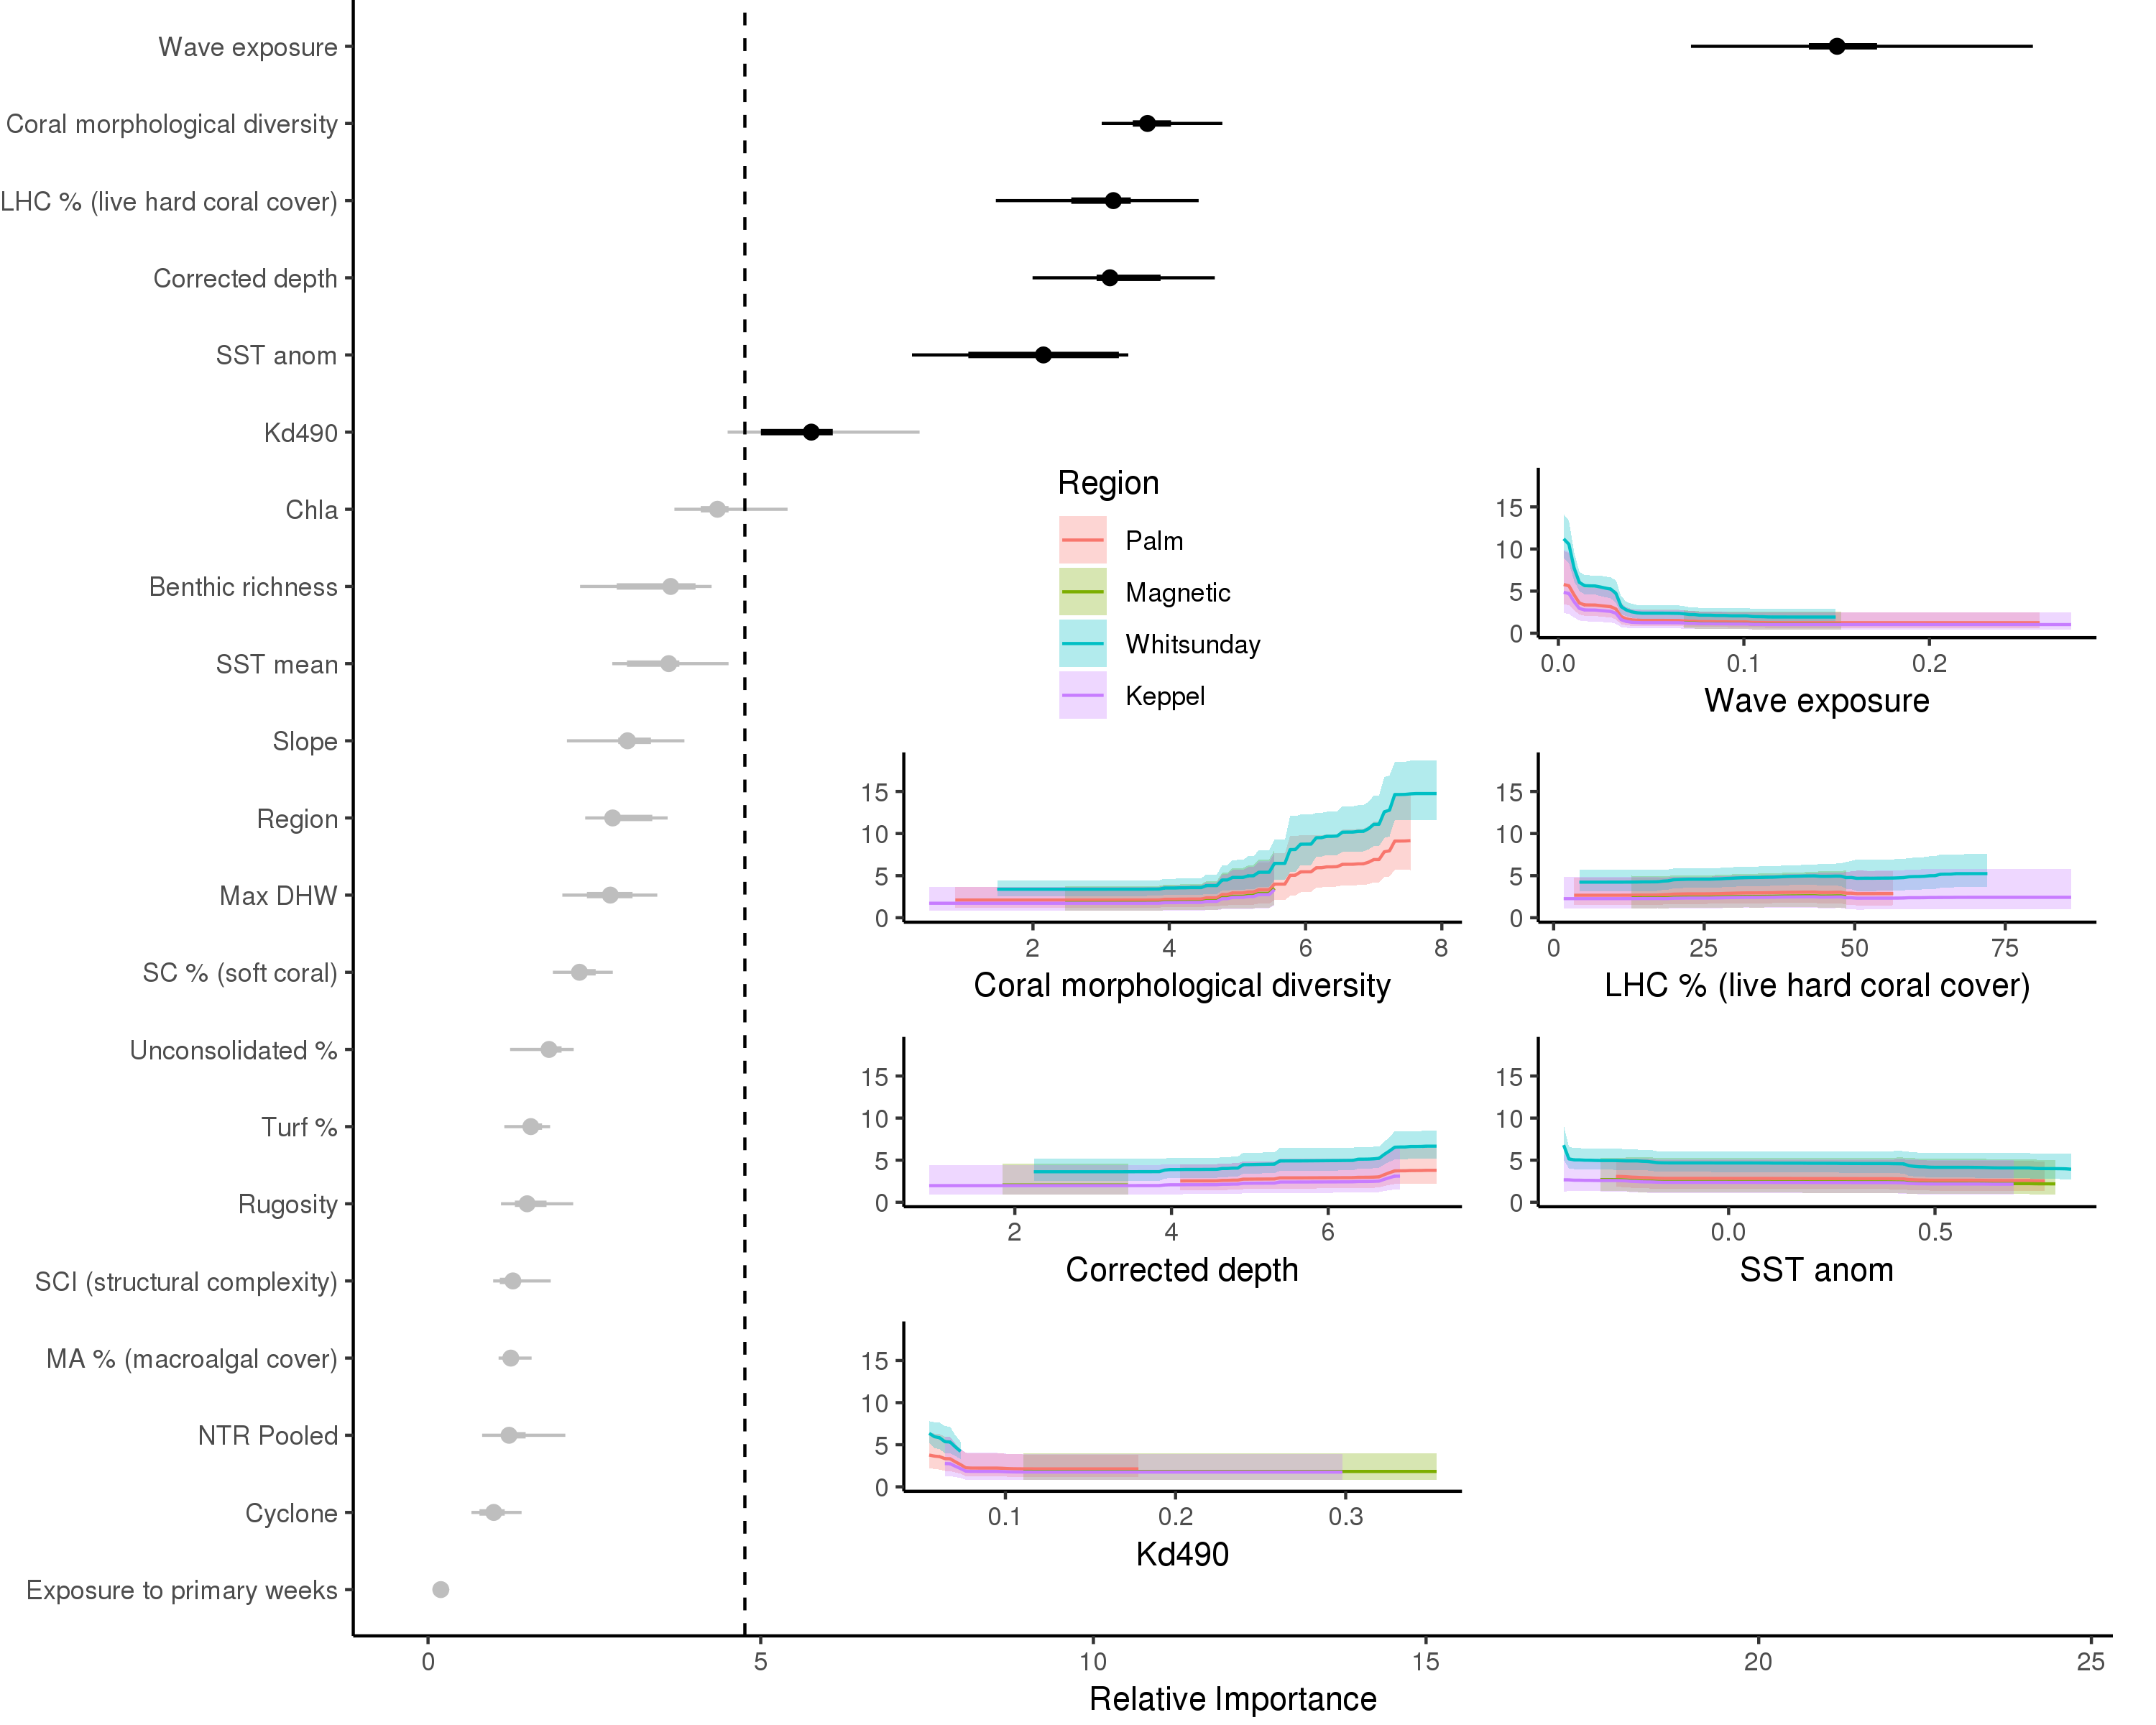 Wave exposure
Coral morphological diversity
LHC % (live hard coral cover)
Corrected depth
SST anom
Kd490
Chla
Benthic richness
SST mean
Slope
Region
Max DHW
SC % (soft coral)
Unconsolidated %
Turf %
Rugosity
SCI (structural complexity)
MA % (macroalgal cover)
NTR Pooled
Cyclone
Exposure to primary weeks
0 5 10 15 20 25
Relative Importance
Region
Palm
Magnetic
Whitsunday
Keppel
15
10
5
0
0.0 0.1 0.2
Wave exposure
15
10
5
0
2 4 6 8
Coral morphological diversity
15
10
5
0
0 25 50 75
LHC % (live hard coral cover)
15
10
5
0
2 4 6
Corrected depth
15
10
5
0
0.0 0.5
SST anom
15
10
5
0
0.1 0.2 0.3
Kd490